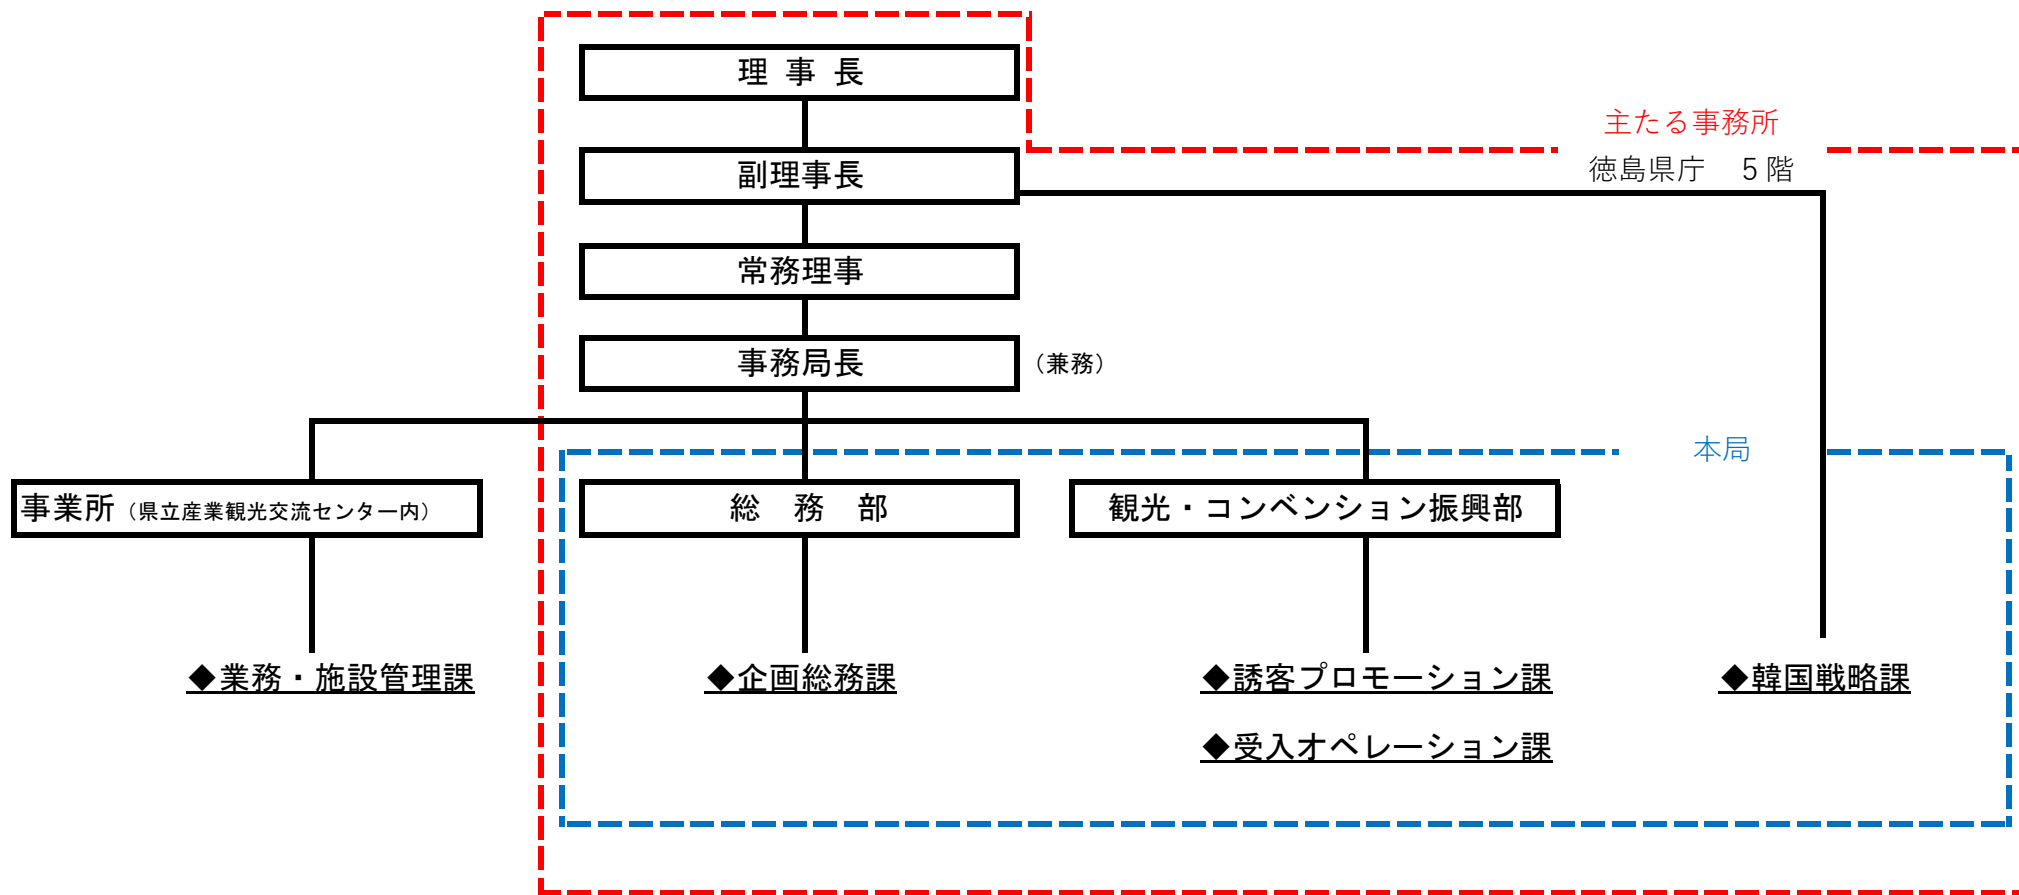 理 事 長
主たる事務所
徳島県庁　５階
副理事長
常務理事
事務局長
（兼務）
本局
事業所（県立産業観光交流センター内）
総　務　部
観光・コンベンション振興部
◆業務・施設管理課
◆企画総務課
◆誘客プロモーション課
◆韓国戦略課
◆受入オペレーション課